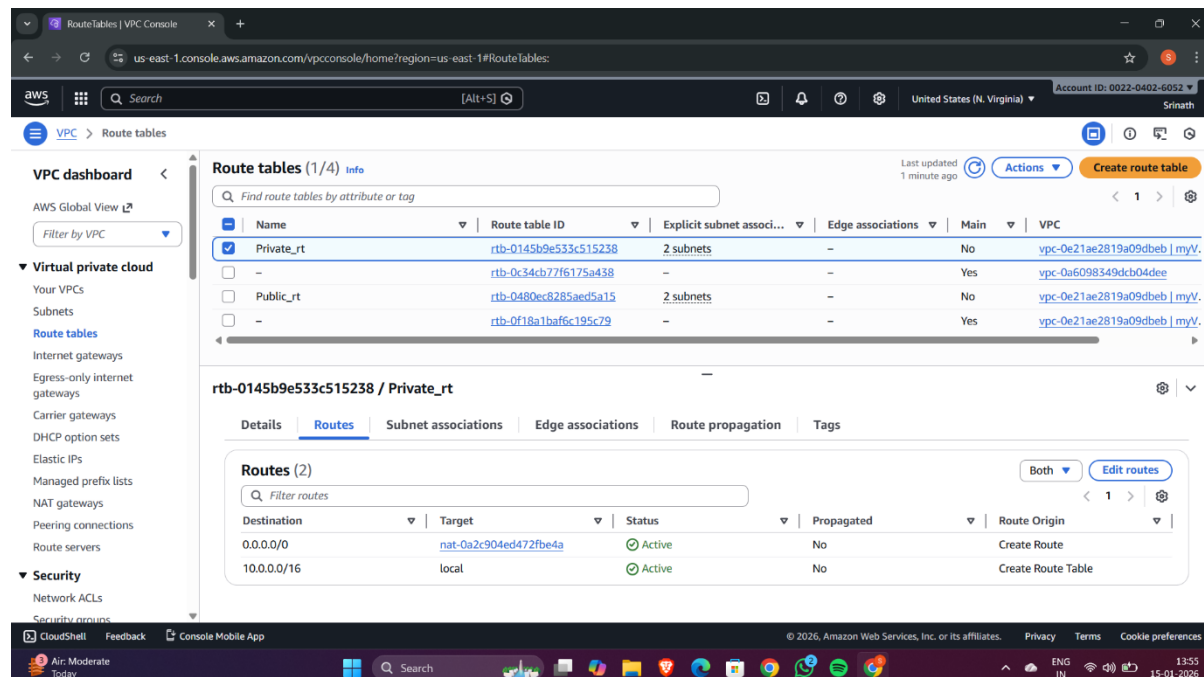 RouteTables | VPC Console
us-east-1.console.aws.amazon.com/vpcconsole/home?region=us-east-1#RouteTables:
aws Search [Alt+S] United States (N. Virginia) Account ID: 0022-0402-6052
Srinath
VPC > Route tables
VPC dashboard
AWS Global View
Filter by VPC
Virtual private cloud
Your VPCs
Subnets
Route tables
Internet gateways
Egress-only internet
gateways
Carrier gateways
DHCP option sets
Elastic IPs
Managed prefix lists
NAT gateways
Peering connections
Route servers
Security
Network ACLs
Security groups
Route tables (1/4) Info
Last updated
1 minute ago
Actions
Create route table
Find route tables by attribute or tag
1
Name Route table ID Explicit subnet associ... Edge associations Main VPC
Private_rt rtb-0145b9e533c515238 2 subnets – No vpc-0e21ae2819a09dbeb | myV.
– rtb-0c34cb77f6175a438 – – Yes vpc-0a6098349dcb04dee
Public_rt rtb-0480ec8285aed5a15 2 subnets – No vpc-0e21ae2819a09dbeb | myV.
– rtb-0f18a1baf6c195c79 – – Yes vpc-0e21ae2819a09dbeb | myV.
rtb-0145b9e533c515238 / Private_rt
Details Routes Subnet associations Edge associations Route propagation Tags
Routes (2)
Both
Edit routes
Filter routes
1
Destination Target Status Propagated Route Origin
0.0.0.0/0 nat-0a2c904ed472fbe4a Active No Create Route
10.0.0.0/16 local Active No Create Route Table
CloudShell Feedback Console Mobile App © 2026, Amazon Web Services, Inc. or its affiliates. Privacy Terms Cookie preferences
3 Air: Moderate
Today
Search
2
ENG
IN
13:55
15-01-2026